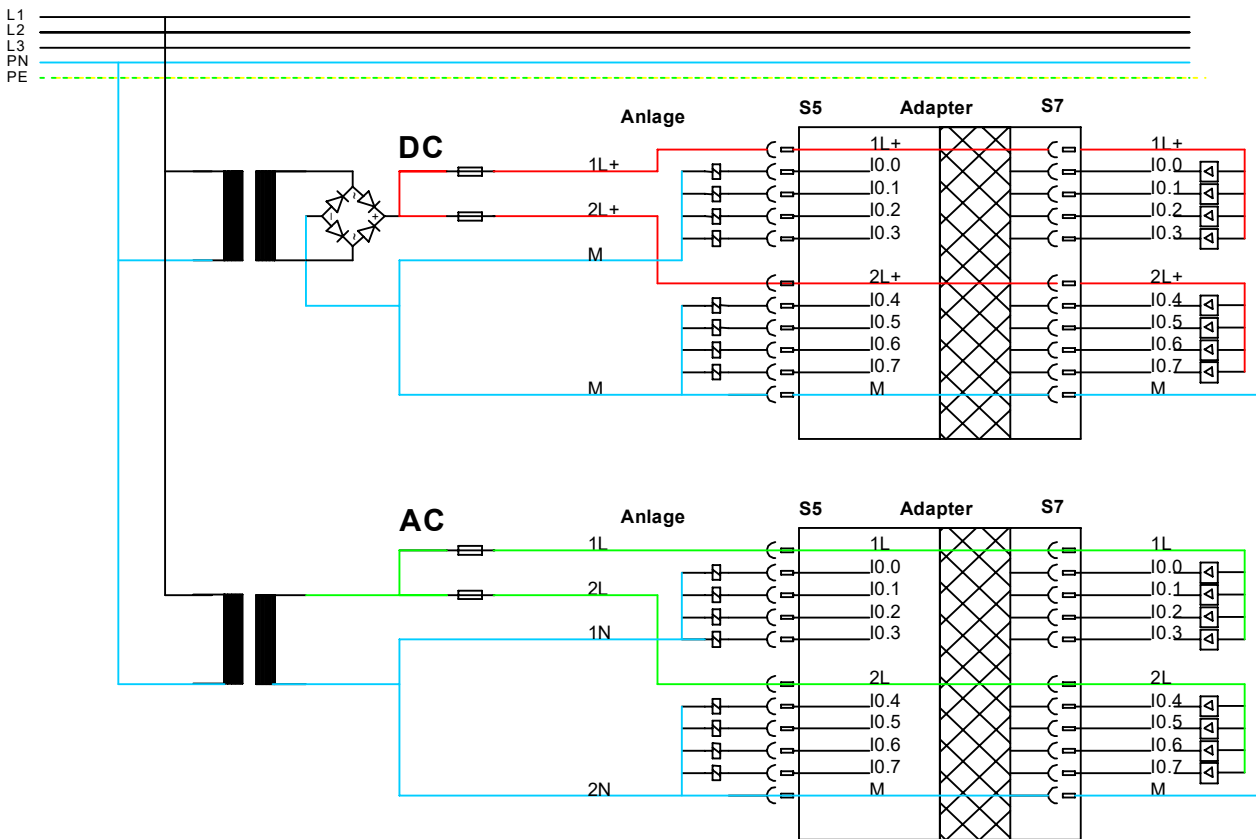 L1
L2
L3
PN
PE
S5 Adapter S7
Anlage
DC
1L+ 1L+ 1L+
I0.0 I0.0
I0.1 I0.1
2L+ I0.2 I0.2
I0.3 I0.3
M
2L+ 2L+
I0.4 I0.4
I0.5 I0.5
I0.6 I0.6
I0.7 I0.7
M M M
S5 Adapter S7
Anlage
AC
1L 1L 1L
I0.0 I0.0
2L I0.1 I0.1
I0.2 I0.2
1N I0.3 I0.3
2L 2L
I0.4 I0.4
I0.5 I0.5
I0.6 I0.6
I0.7 I0.7
2N M M